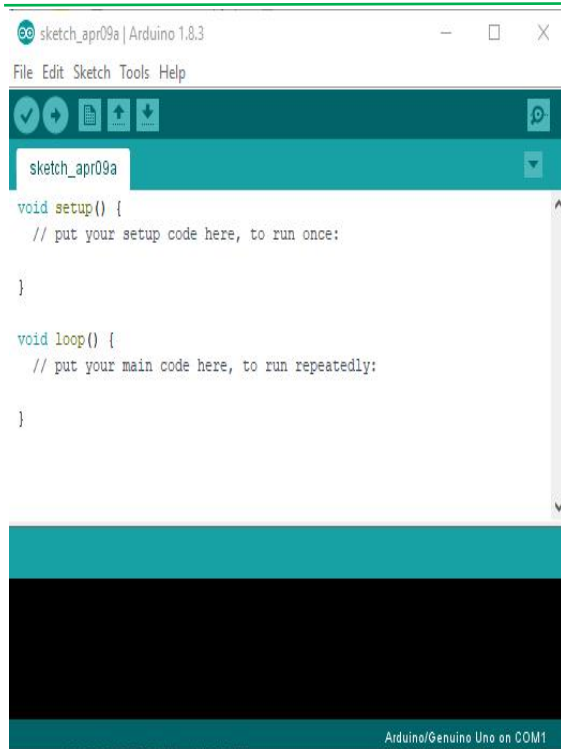 sketch_apr09a | Arduino 1.8.3
File Edit Sketch Tools Help
sketch_apr09a
void setup() {
  // put your setup code here, to run once:

}

void loop() {
  // put your main code here, to run repeatedly:

}
Arduino/Genuino Uno on COM1